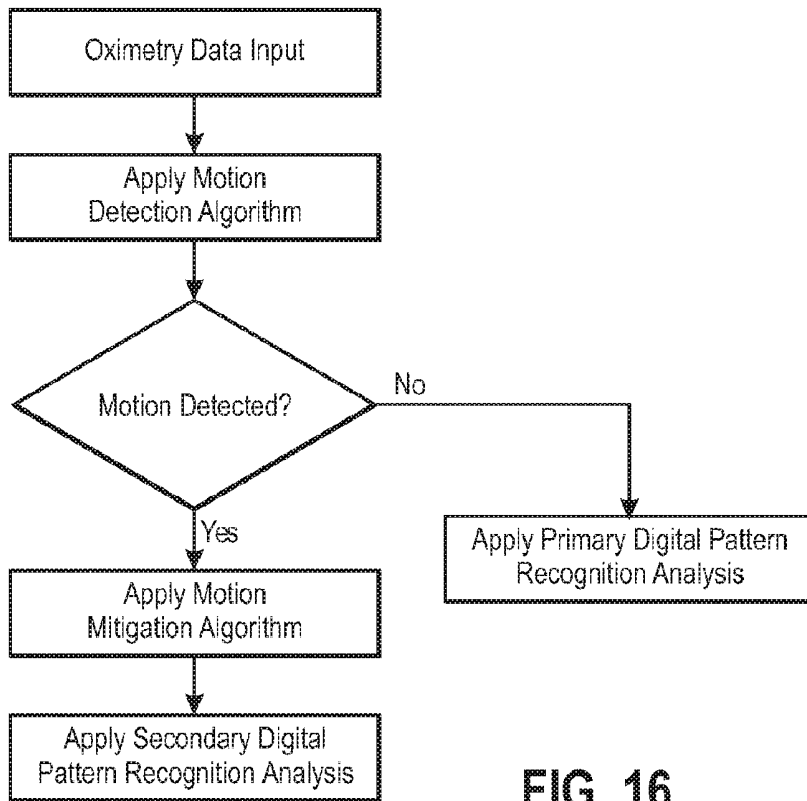 Oximetry Data Input
Apply Motion
Detection Algorithm
Motion Detected?
No
Yes
Apply Primary Digital Pattern
Recognition Analysis
Apply Motion
Mitigation Algorithm
Apply Secondary Digital
Pattern Recognition Analysis
FIG. 16